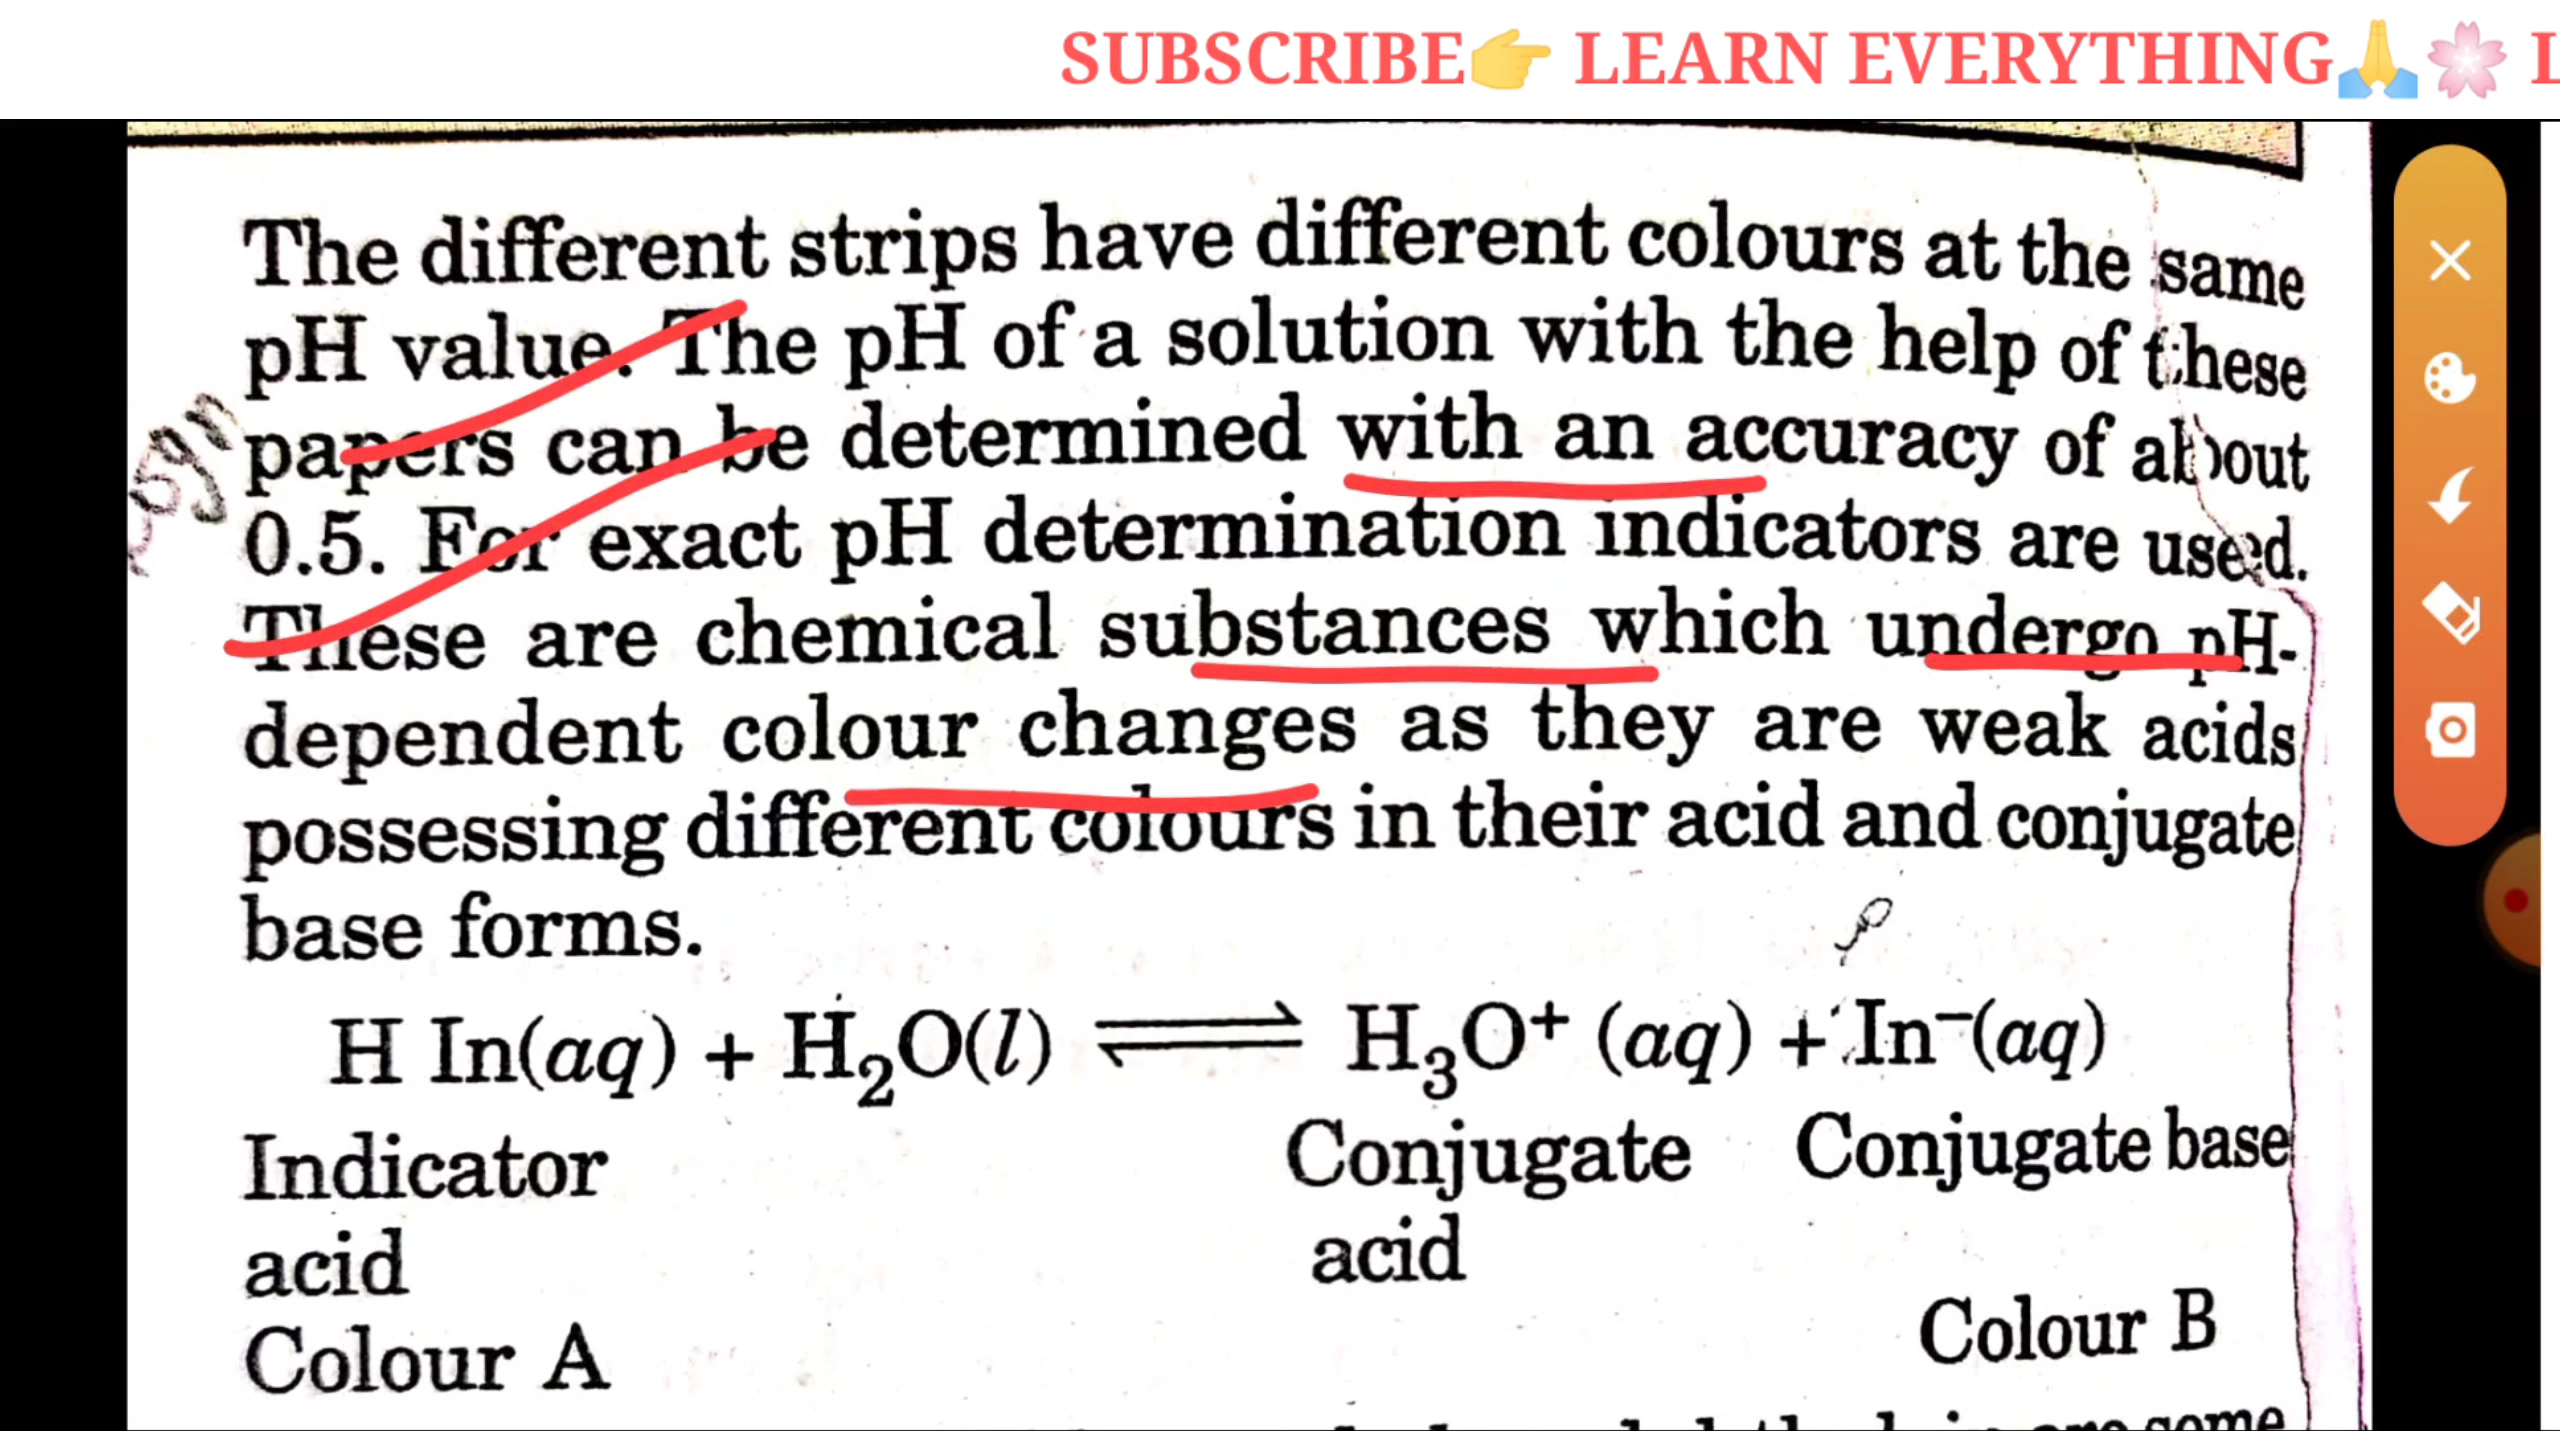 SUBSCRIBE👉 LEARN EVERYTHING🙏🌸 L
The different strips have different colours at the same
pH value. The pH of a solution with the help of these
papers can be determined with an accuracy of about
0.5. For exact pH determination indicators are used.
These are chemical substances which undergo pH-
dependent colour changes as they are weak acids
possessing different colours in their acid and conjugate
base forms.
H In(aq) + H₂O(l) ⇌ H₃O⁺ (aq) + In⁻(aq)
Indicator Conjugate Conjugate base
acid acid
Colour A Colour B
some